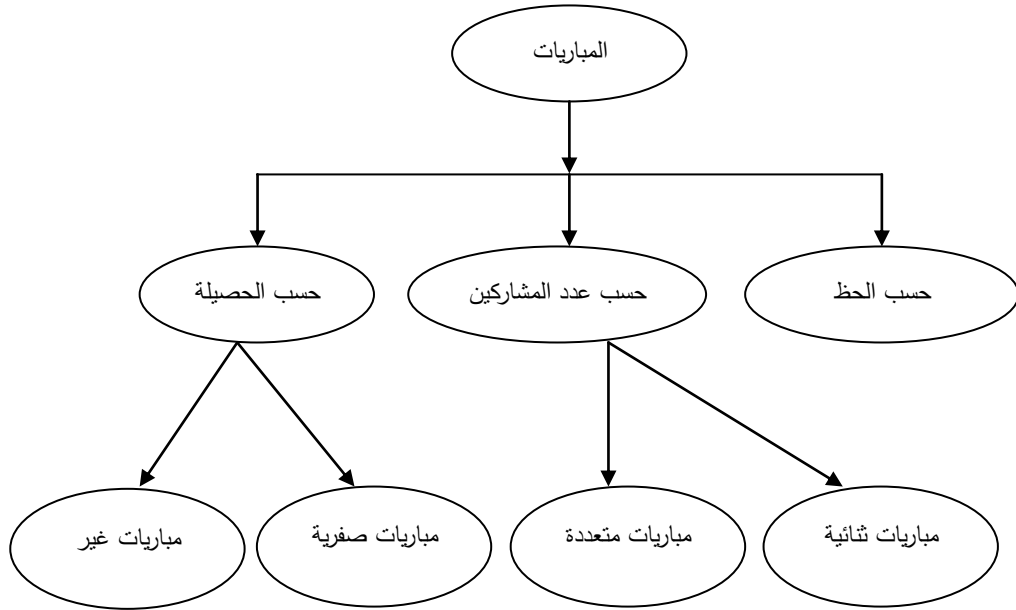 المباريات
حسب الحظ
حسب عدد المشاركين
حسب الحصيلة
مباريات ثنائية
مباريات متعددة
مباريات صفرية
مباريات غير